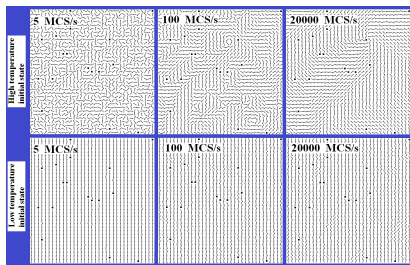 High temperature
initial state
5 MCS/s
100 MCS/s
20000 MCS/s
Low temperature
initial state
5 MCS/s
100 MCS/s
20000 MCS/s